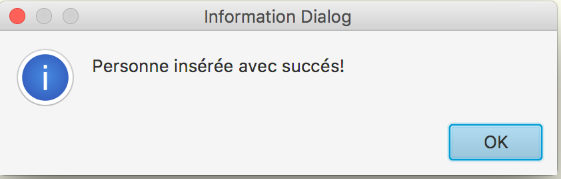 Information Dialog
Personne insérée avec succés!
OK